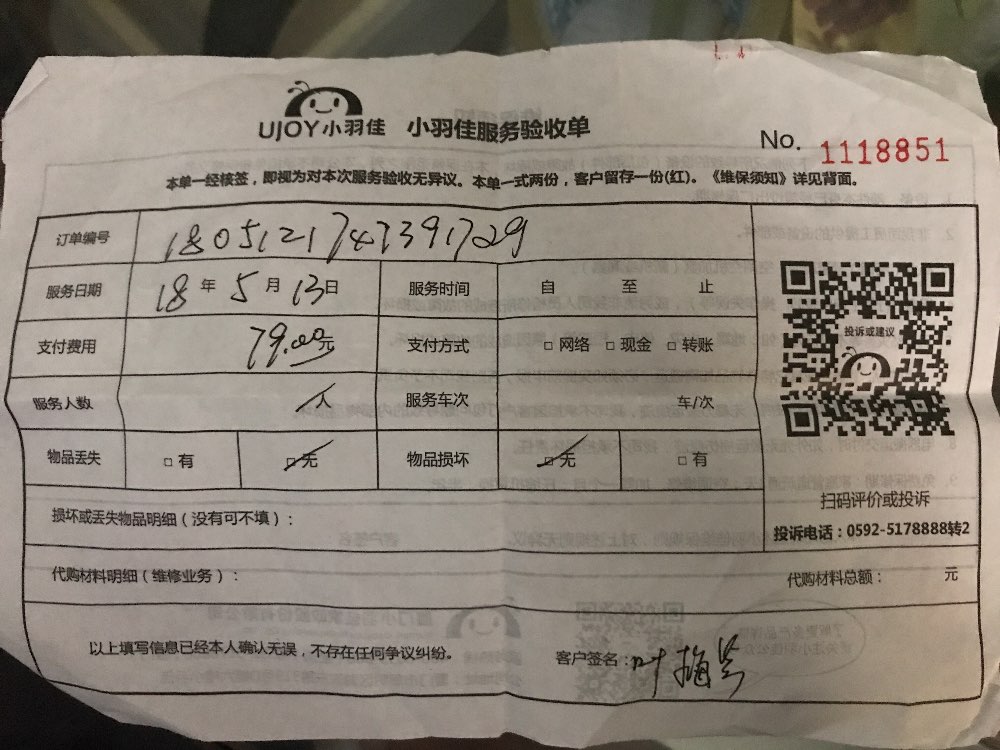 UJOY小羽佳 小羽佳服务验收单
No. 1118851
本单一经核签，即视为对本次服务验收无异议。本单一式两份，客户留存一份(红)。《维保须知》详见背面。
订单编号 1805121747391729
服务日期 18 年 5 月 13 日 服务时间 自 至 止
支付费用 79.00元 支付方式 □ 网络 □ 现金 □ 转账
服务人数 人 服务车次 车/次
物品丢失 □ 有 □ 无 物品损坏 □ 无 □ 有
投诉或建议
扫码评价或投诉
投诉电话：0592-5178888转2
损坏或丢失物品明细（没有可不填）：
代购材料明细（维修业务）： 代购材料总额： 元
以上填写信息已经本人确认无误，不存在任何争议纠纷。 客户签名：叶梅